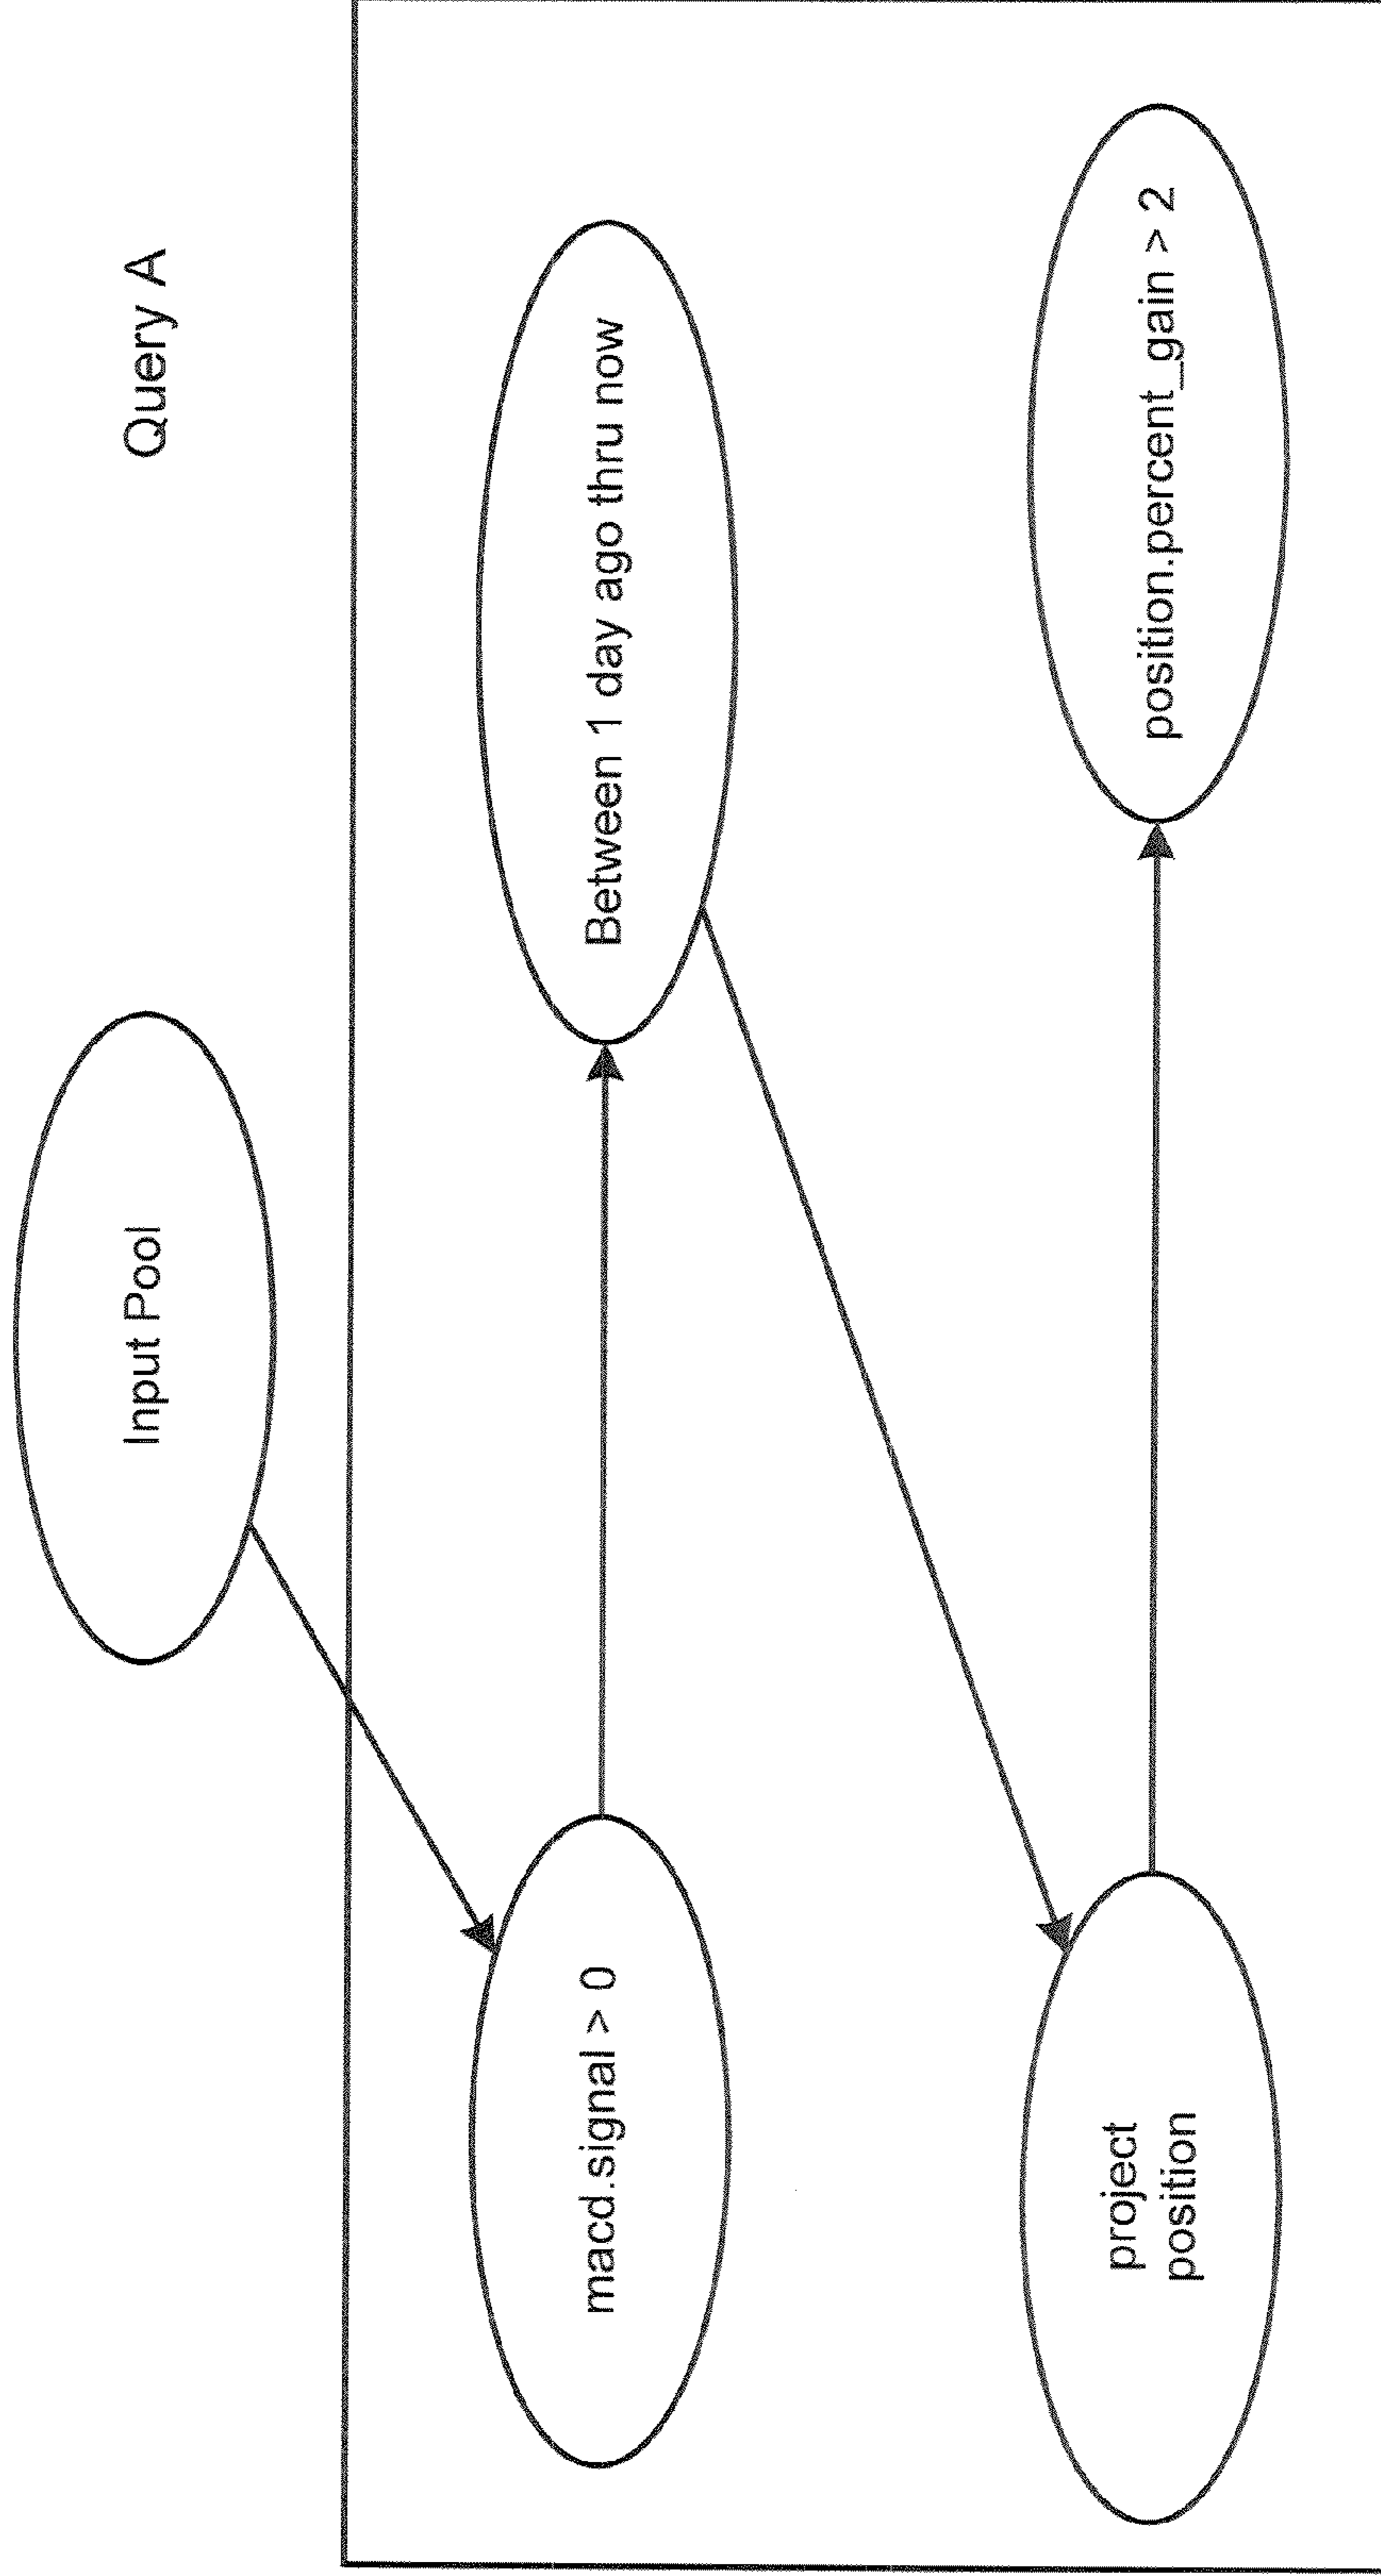 Input Pool
Query A
macd.signal > 0
Between 1 day ago thru now
project
position
position.percent_gain > 2